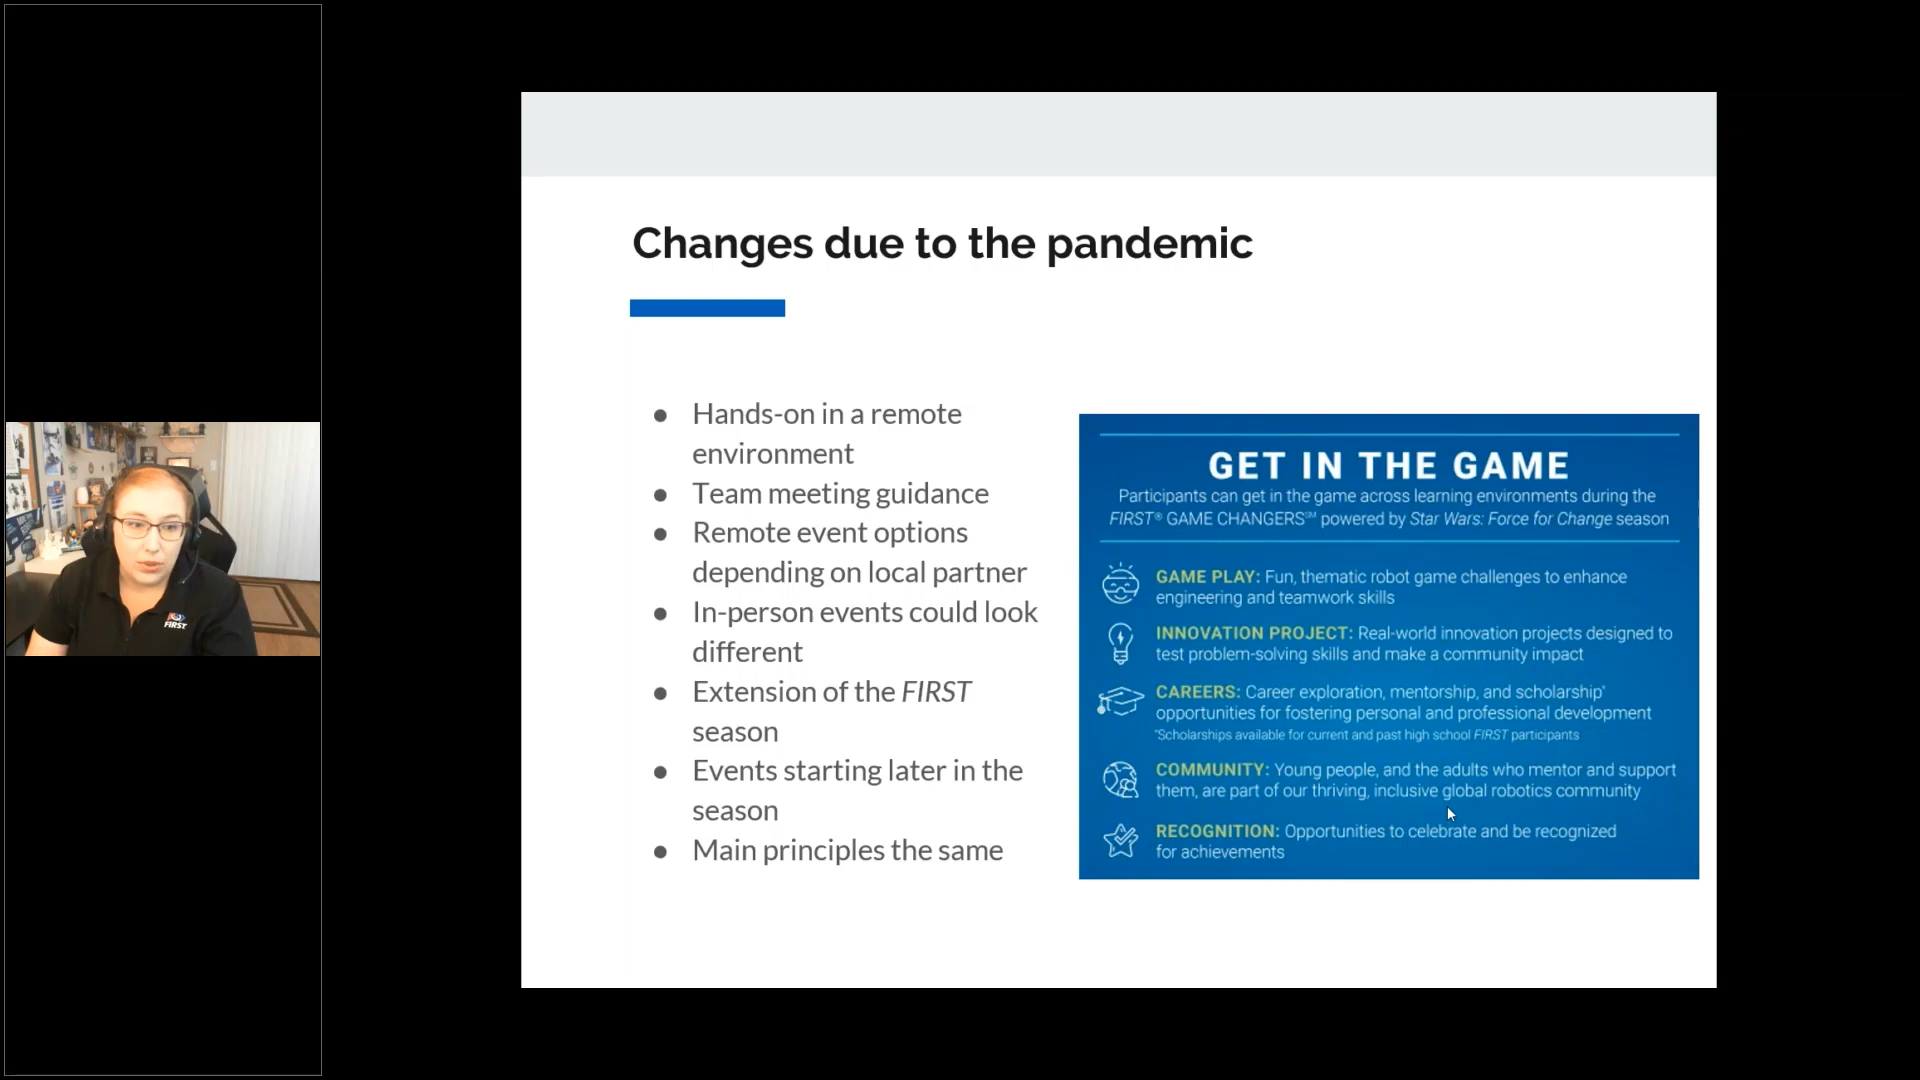 Changes due to the pandemic
● Hands-on in a remote
environment
● Team meeting guidance
● Remote event options
depending on local partner
● In-person events could look
different
● Extension of the FIRST
season
● Events starting later in the
season
● Main principles the same
GET IN THE GAME
Participants can get in the game across learning environments during the
FIRST® GAME CHANGERS℠ powered by Star Wars: Force for Change season
GAME PLAY: Fun, thematic robot game challenges to enhance
engineering and teamwork skills
INNOVATION PROJECT: Real-world innovation projects designed to
test problem-solving skills and make a community impact
CAREERS: Career exploration, mentorship, and scholarship*
opportunities for fostering personal and professional development
*Scholarships available for current and past high school FIRST participants
COMMUNITY: Young people, and the adults who mentor and support
them, are part of our thriving, inclusive global robotics community
RECOGNITION: Opportunities to celebrate and be recognized
for achievements
FIRST